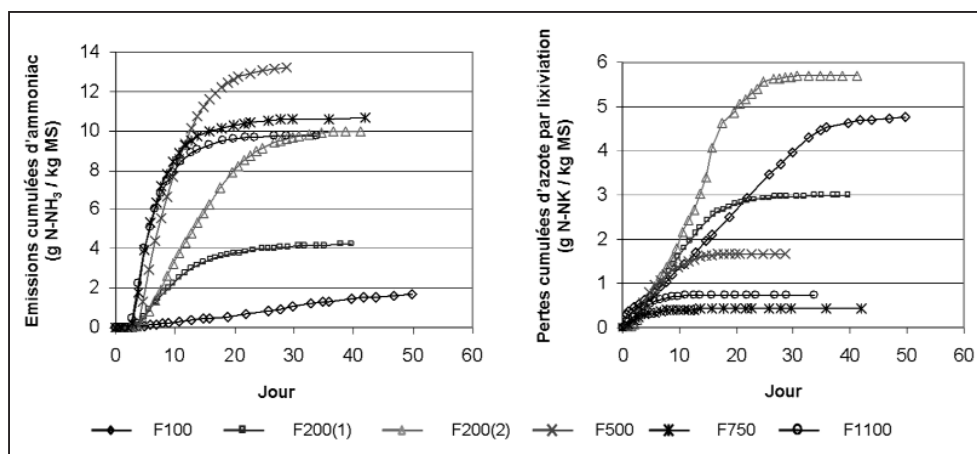 Emissions cumulées d'ammoniac
(g N-NH₃ / kg MS)
14
12
10
8
6
4
2
0
0 10 20 30 40 50 60
Jour
Pertes cumulées d'azote par lixiviation
(g N-NK / kg MS)
6
5
4
3
2
1
0
0 10 20 30 40 50 60
Jour
F100 F200(1) F200(2) F500 F750 F1100